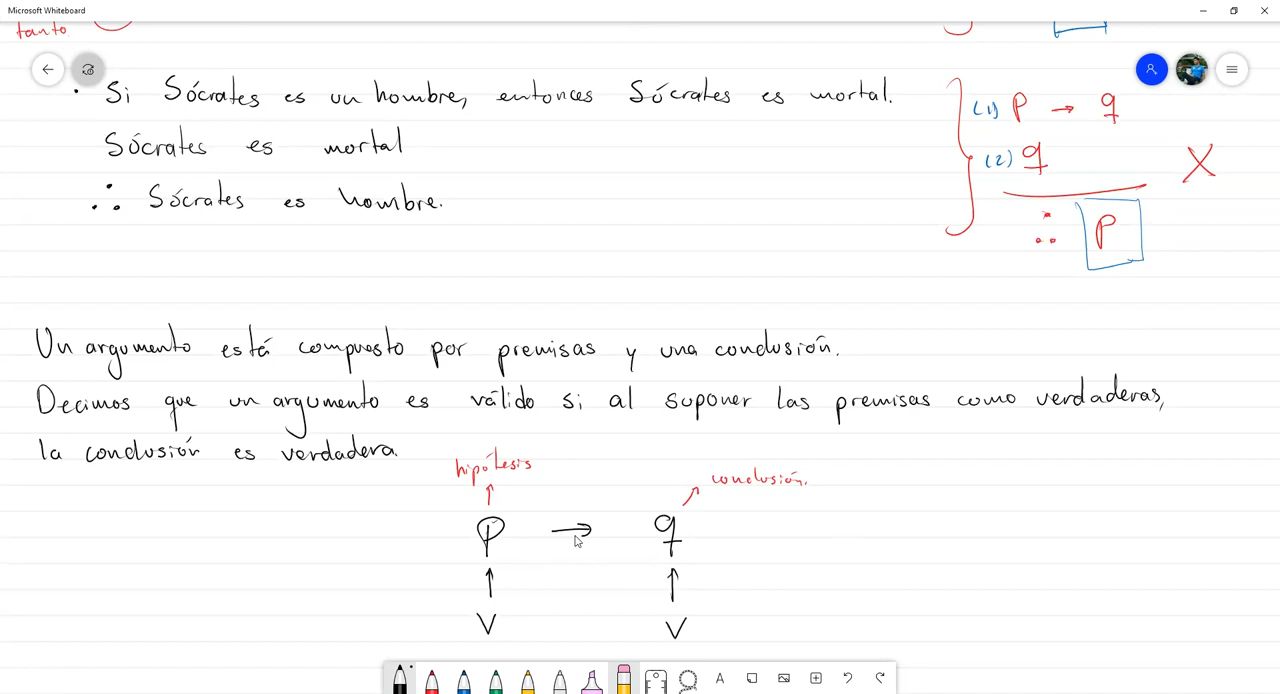 Microsoft Whiteboard
tanto.
· Si Sócrates es un hombre, entonces Sócrates es mortal.
Sócrates es mortal
∴ Sócrates es hombre.
(1) p → q
(2) q
X
∴ p
Un argumento está compuesto por premisas y una conclusión.
Decimos que un argumento es válido si al suponer las premisas como verdaderas,
la conclusión es verdadera.
hipótesis
conclusión.
p → q
V V
A